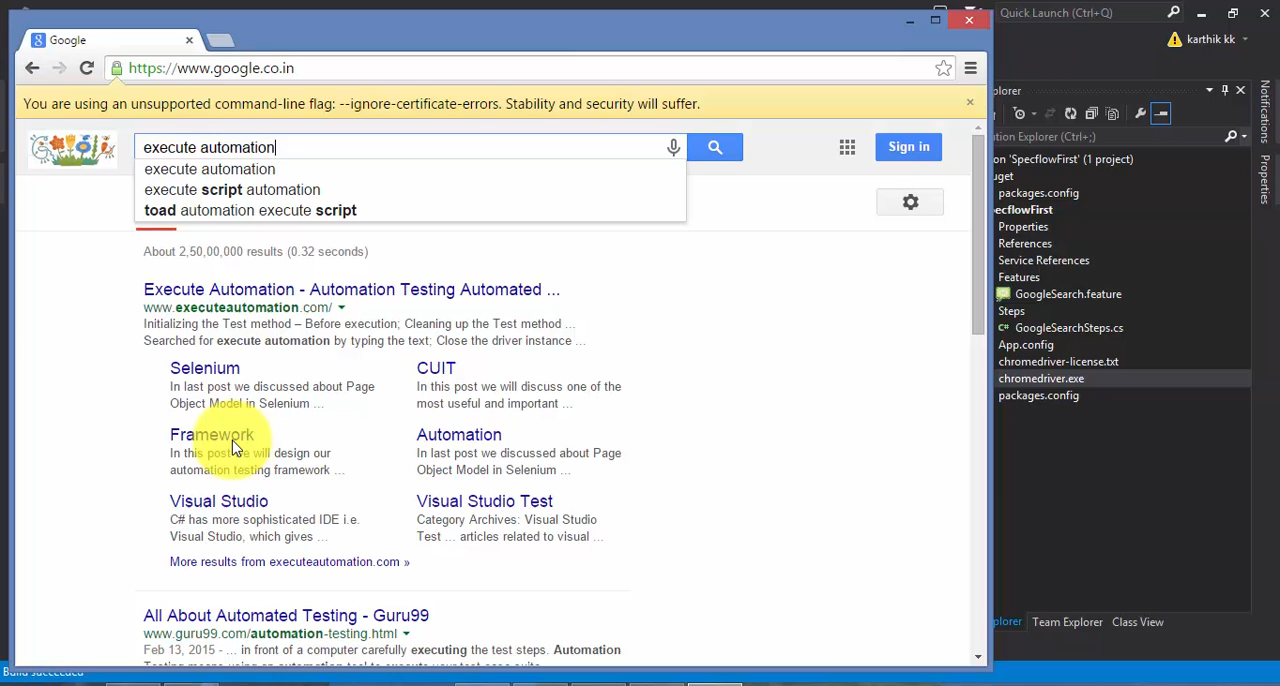 Quick Launch (Ctrl+Q)
Google
karthik kk
https://www.google.co.in
You are using an unsupported command-line flag: --ignore-certificate-errors. Stability and security will suffer.
plorer
Notifications
Properties
execute automation
Sign in
ution Explorer (Ctrl+;)
execute automation
execute script automation
toad automation execute script
on 'SpecflowFirst' (1 project)
uget
packages.config
pecflowFirst
Properties
References
Service References
Features
GoogleSearch.feature
Steps
GoogleSearchSteps.cs
App.config
chromedriver-license.txt
chromedriver.exe
packages.config
About 2,50,00,000 results (0.32 seconds)
Execute Automation - Automation Testing Automated ...
www.executeautomation.com/
Initializing the Test method – Before execution; Cleaning up the Test method ...
Searched for execute automation by typing the text; Close the driver instance ...
Selenium
In last post we discussed about Page
Object Model in Selenium ...
CUIT
In this post we will discuss one of the
most useful and important ...
Framework
In this post we will design our
automation testing framework ...
Automation
In last post we discussed about Page
Object Model in Selenium ...
Visual Studio
C# has more sophisticated IDE i.e.
Visual Studio, which gives ...
Visual Studio Test
Category Archives: Visual Studio
Test ... articles related to visual ...
More results from executeautomation.com »
All About Automated Testing - Guru99
www.guru99.com/automation-testing.html
Feb 13, 2015 - ... in front of a computer carefully executing the test steps. Automation
plorer
Team Explorer
Class View
Build succeeded